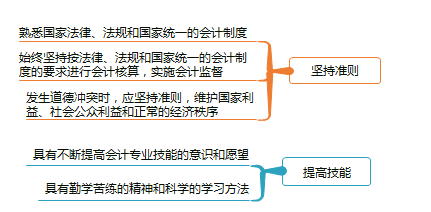 熟悉国家法律、法规和国家统一的会计制度
始终坚持按法律、法规和国家统一的会计制
度的要求进行会计核算，实施会计监督
坚持准则
发生道德冲突时，应坚持准则，维护国家利
益、社会公众利益和正常的经济秩序
具有不断提高会计专业技能的意识和愿望
提高技能
具有勤学苦练的精神和科学的学习方法